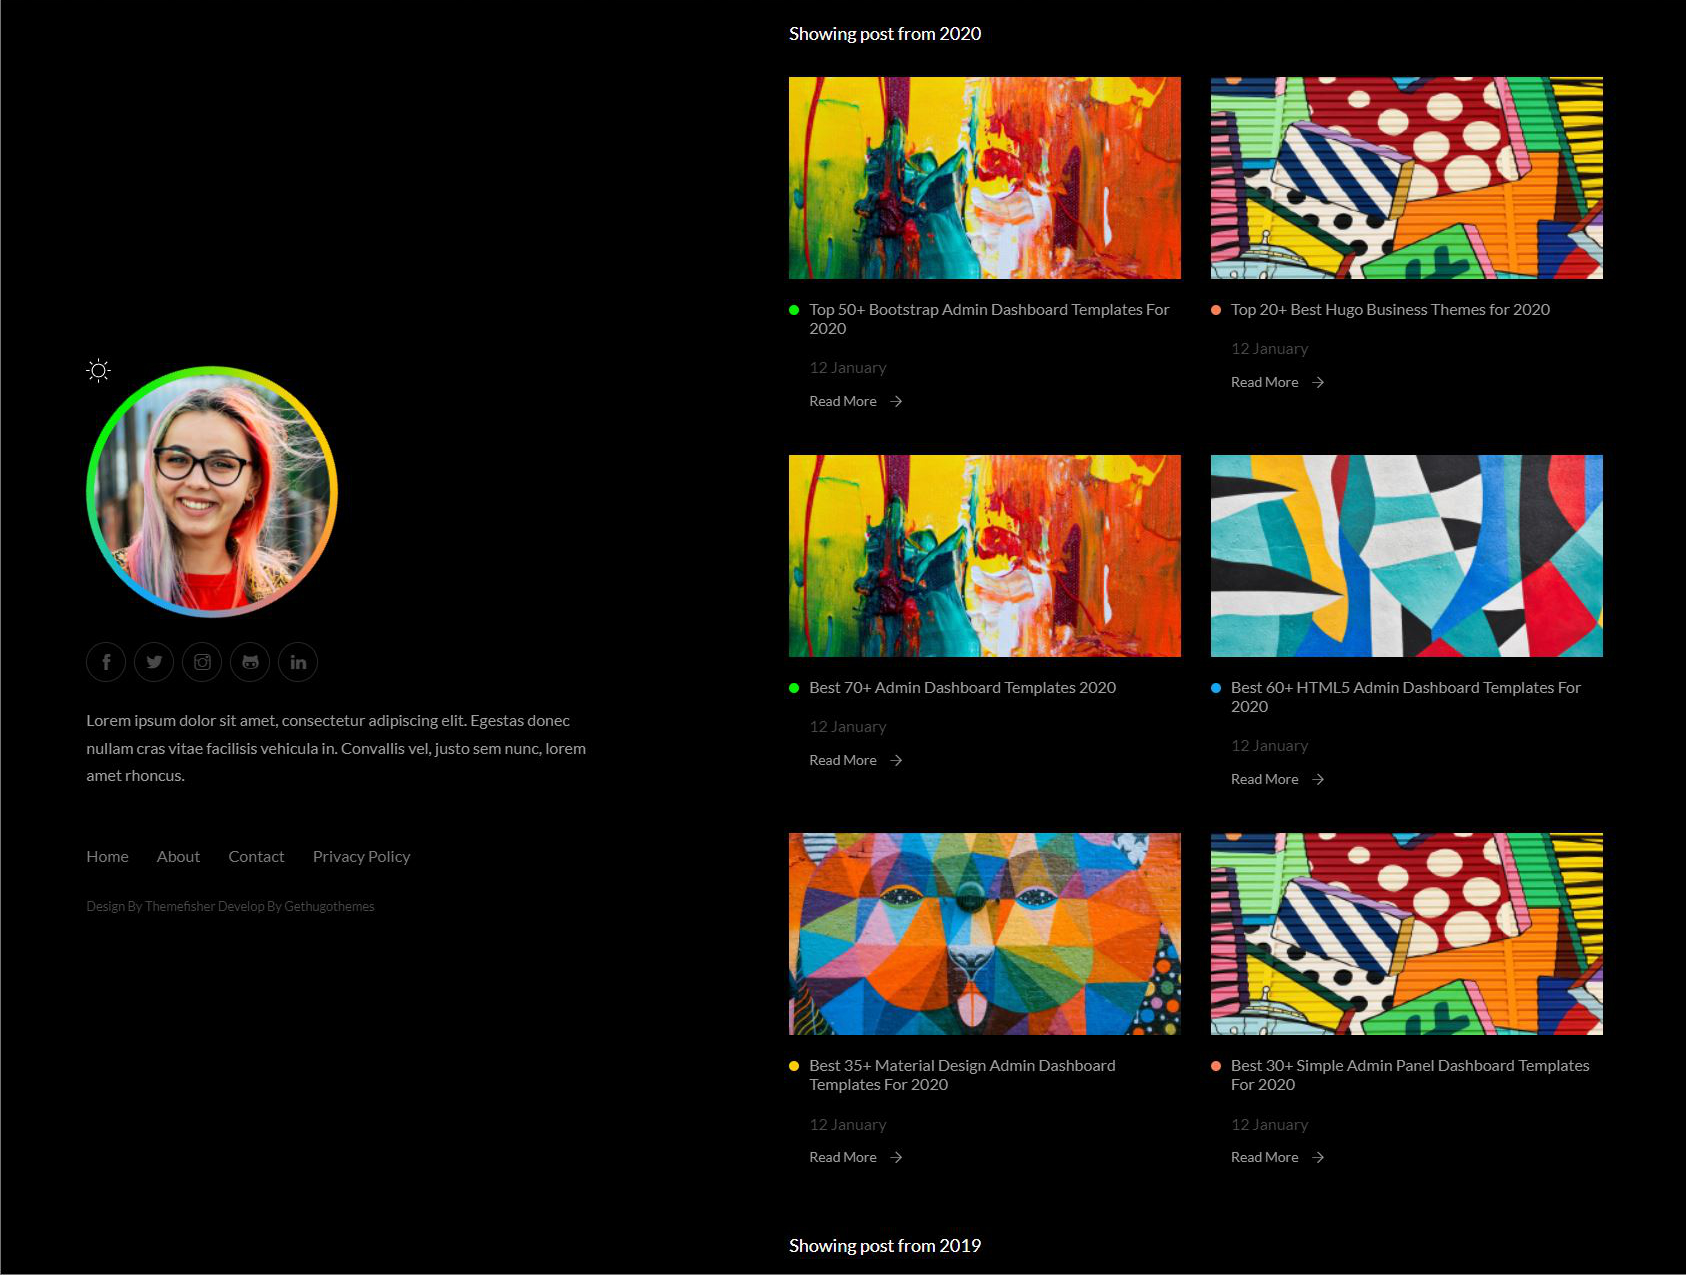 Lorem ipsum dolor sit amet, consectetur adipiscing elit. Egestas donec
nullam cras vitae facilisis vehicula in. Convallis vel, justo sem nunc, lorem
amet rhoncus.
Home About Contact Privacy Policy
Design By Themefisher Develop By Gethugothemes
Showing post from 2020
Top 50+ Bootstrap Admin Dashboard Templates For
2020
12 January
Read More
Top 20+ Best Hugo Business Themes for 2020
12 January
Read More
Best 70+ Admin Dashboard Templates 2020
12 January
Read More
Best 60+ HTML5 Admin Dashboard Templates For
2020
12 January
Read More
Best 35+ Material Design Admin Dashboard
Templates For 2020
12 January
Read More
Best 30+ Simple Admin Panel Dashboard Templates
For 2020
12 January
Read More
Showing post from 2019